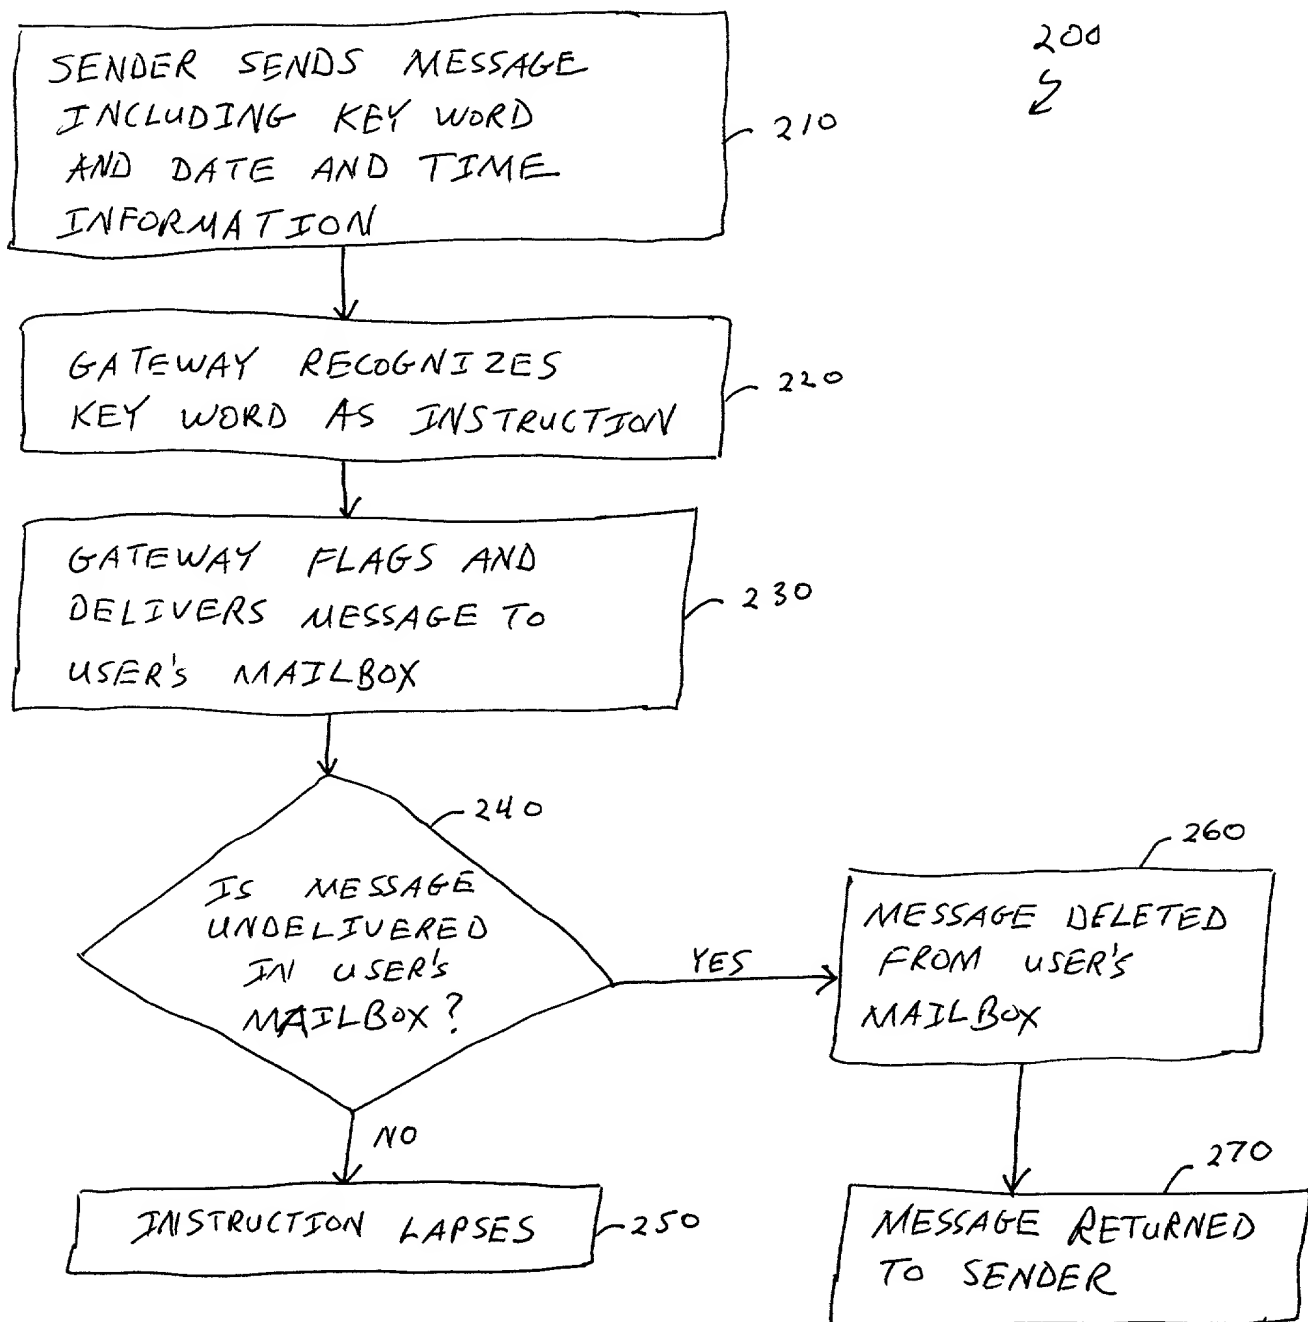 200
SENDER SENDS MESSAGE
INCLUDING KEY WORD
AND DATE AND TIME
INFORMATION
210
GATEWAY RECOGNIZES
KEY WORD AS INSTRUCTION
220
GATEWAY FLAGS AND
DELIVERS MESSAGE TO
USER'S MAILBOX
230
240
IS MESSAGE
UNDELIVERED
IN USER'S
MAILBOX?
YES
260
MESSAGE DELETED
FROM USER'S
MAILBOX
NO
INSTRUCTION LAPSES
250
270
MESSAGE RETURNED
TO SENDER